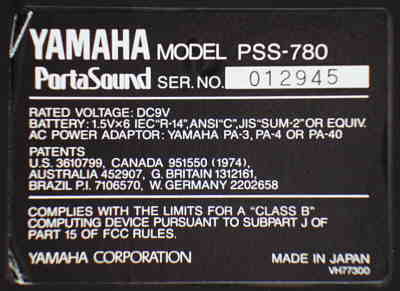 YAMAHA MODEL PSS-780
PortaSound SER. NO. 012945
RATED VOLTAGE: DC9V
BATTERY: 1.5V×6 IEC"R-14",ANSI"C",JIS"SUM-2" OR EQUIV.
AC POWER ADAPTOR: YAMAHA PA-3, PA-4 OR PA-40
PATENTS
U.S. 3610799, CANADA 951550 (1974),
AUSTRALIA 452907, G. BRITAIN 1312161,
BRAZIL P.I. 7106570, W. GERMANY 2202658
COMPLIES WITH THE LIMITS FOR A "CLASS B"
COMPUTING DEVICE PURSUANT TO SUBPART J OF
PART 15 OF FCC RULES.
YAMAHA CORPORATION MADE IN JAPAN
VH77300